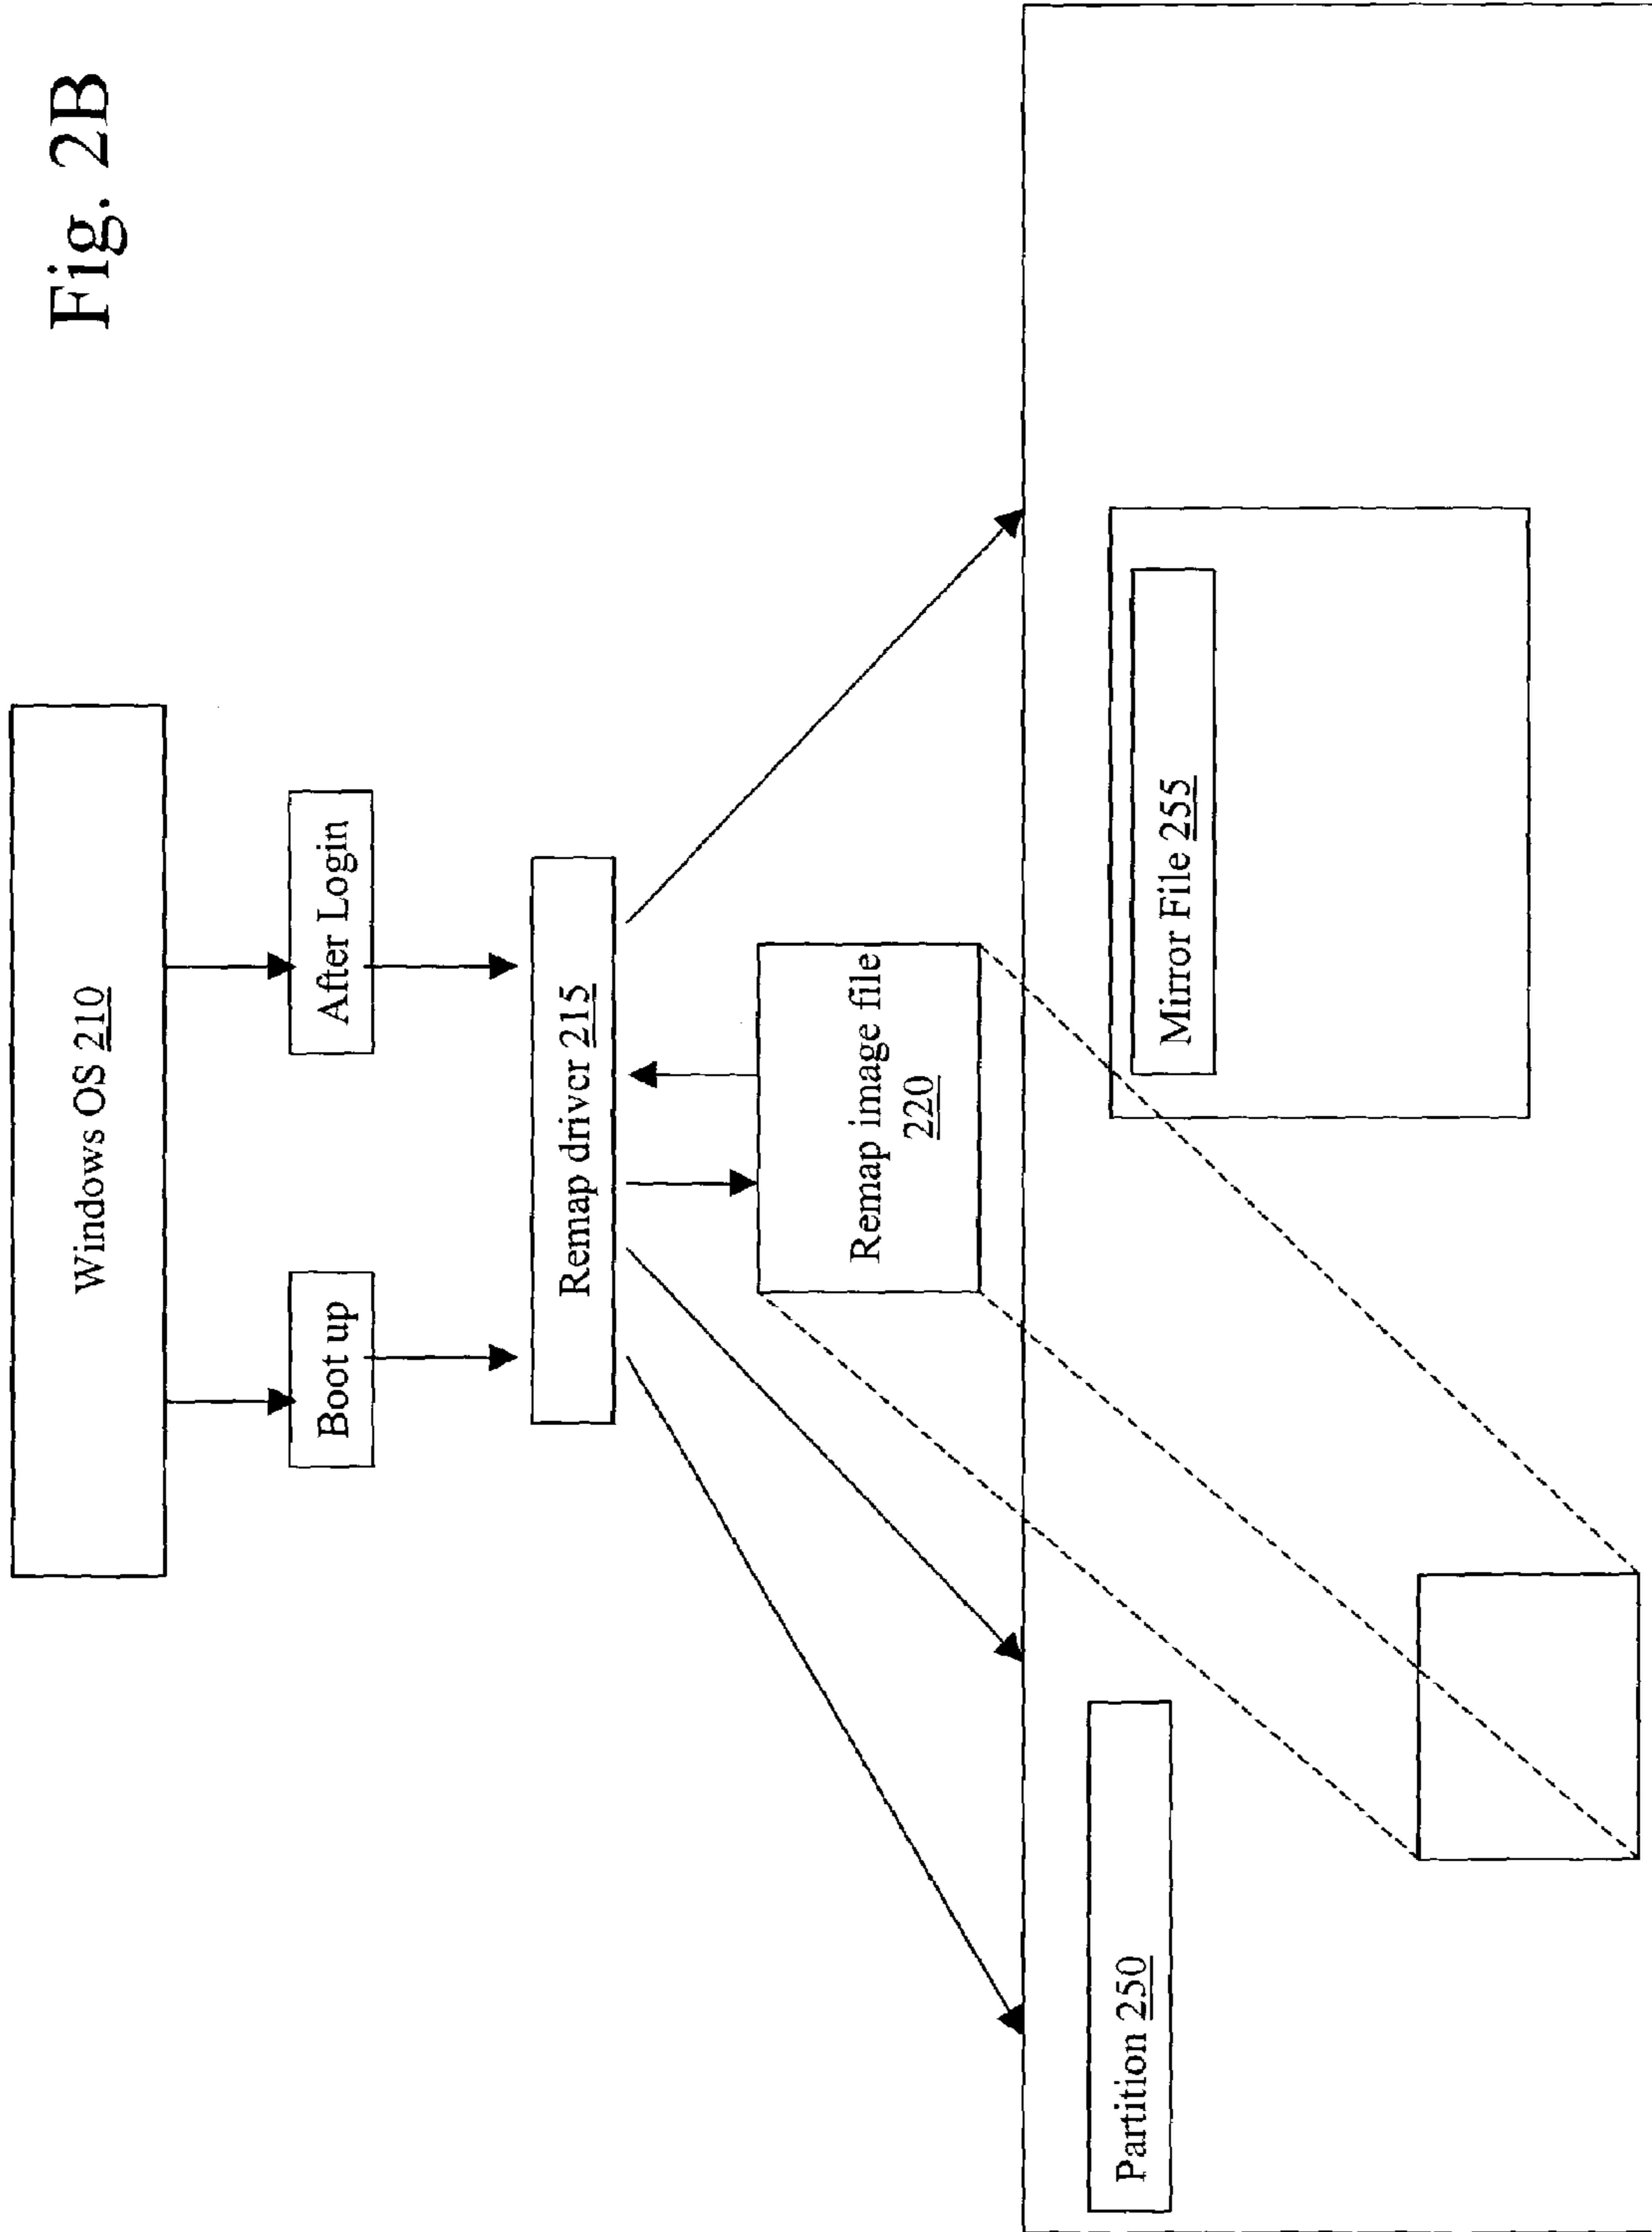 Fig. 2B
Windows OS 210
Boot up
After Login
Remap driver 215
Remap image file
220
Partition 250
Mirror File 255